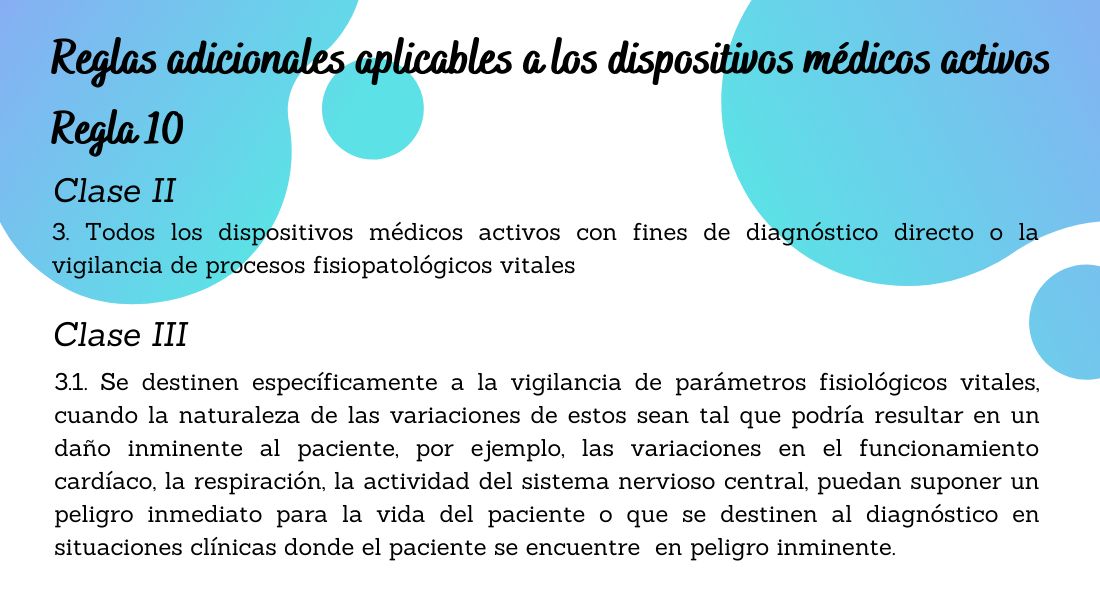 Reglas adicionales aplicables a los dispositivos médicos activos
Regla 10
Clase II
3. Todos los dispositivos médicos activos con fines de diagnóstico directo o la
vigilancia de procesos fisiopatológicos vitales
Clase III
3.1. Se destinen específicamente a la vigilancia de parámetros fisiológicos vitales,
cuando la naturaleza de las variaciones de estos sean tal que podría resultar en un
daño inminente al paciente, por ejemplo, las variaciones en el funcionamiento
cardíaco, la respiración, la actividad del sistema nervioso central, puedan suponer un
peligro inmediato para la vida del paciente o que se destinen al diagnóstico en
situaciones clínicas donde el paciente se encuentre en peligro inminente.